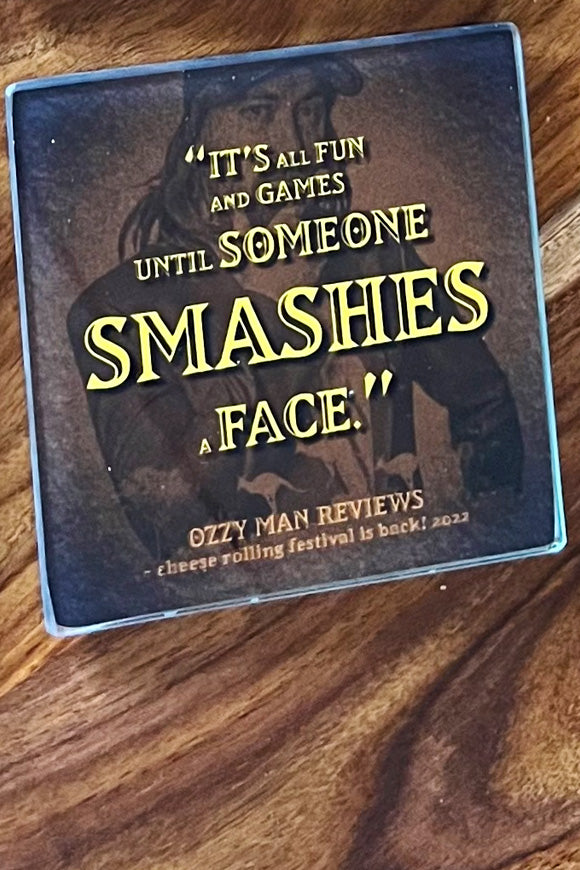 “IT'S ALL FUN
AND GAMES
UNTIL SOMEONE
SMASHES
A FACE.”
OZZY MAN REVIEWS
- cheese rolling festival is back! 2022